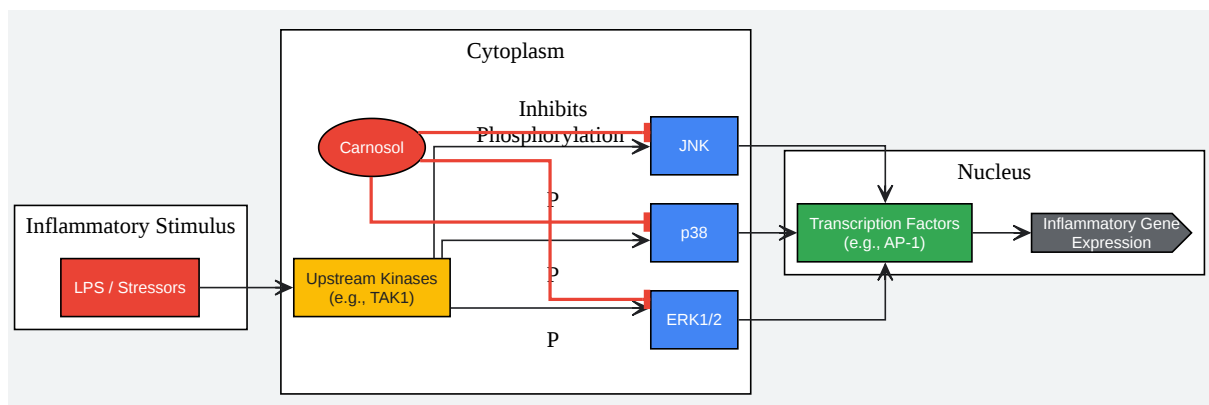 Cytoplasm
Inhibits
Phosphorylation
Carnosol
JNK
Nucleus
P
Inflammatory Stimulus
p38
Transcription Factors
(e.g., AP-1)
Inflammatory Gene
Expression
LPS / Stressors
Upstream Kinases
(e.g., TAK1)
P
ERK1/2
P